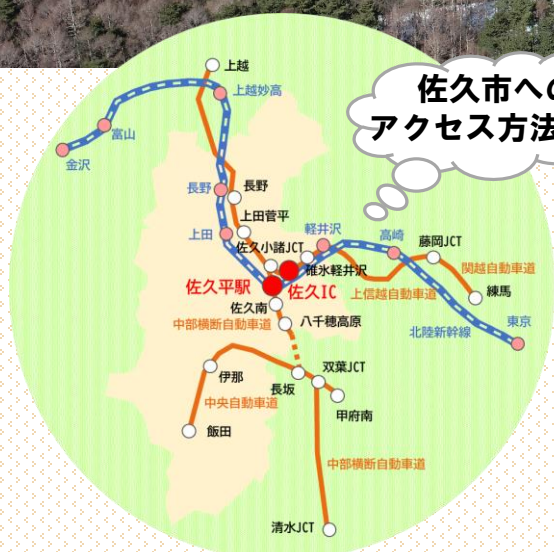 佐久市への
アクセス方法
上越
上越妙高
富山
金沢
長野
長野
上田菅平
上田
佐久小諸JCT
軽井沢
高崎
藤岡JCT
碓氷軽井沢
関越自動車道
佐久平駅
佐久IC
上信越自動車道
練馬
佐久南
北陸新幹線
東京
中部横断自動車道
八千穂高原
双葉JCT
伊那
長坂
甲府南
中央自動車道
飯田
中部横断自動車道
清水JCT